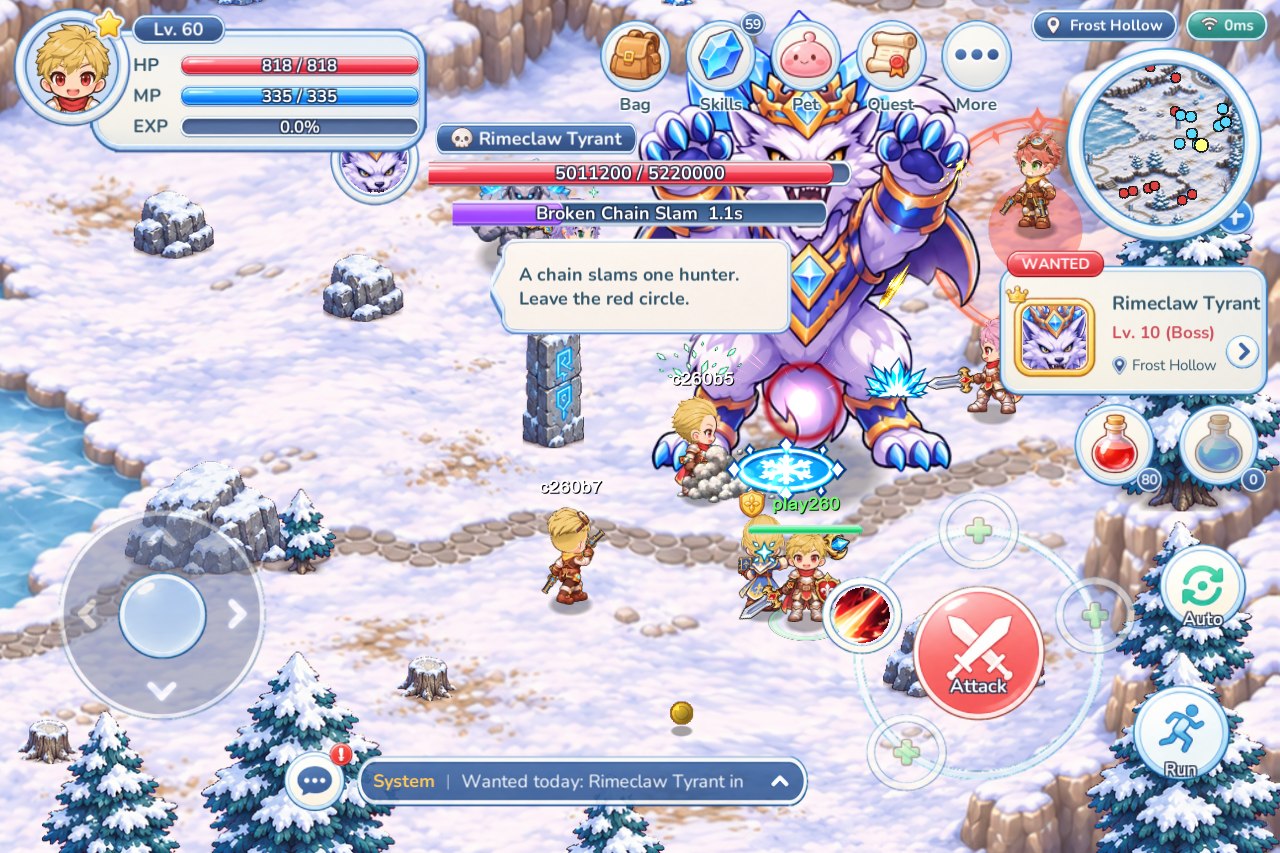 Lv. 60
HP 818 / 818
MP 335 / 335
EXP 0.0%
Bag
59
Skills
Pet
Quest
More
Frost Hollow
0ms
Rimeclaw Tyrant
5011200 / 5220000
Broken Chain Slam 1.1s
A chain slams one hunter.
Leave the red circle.
WANTED
Rimeclaw Tyrant
Lv. 10 (Boss)
Frost Hollow
c260b5
80
0
c260b7
play260
Auto
Attack
Run
System | Wanted today: Rimeclaw Tyrant in